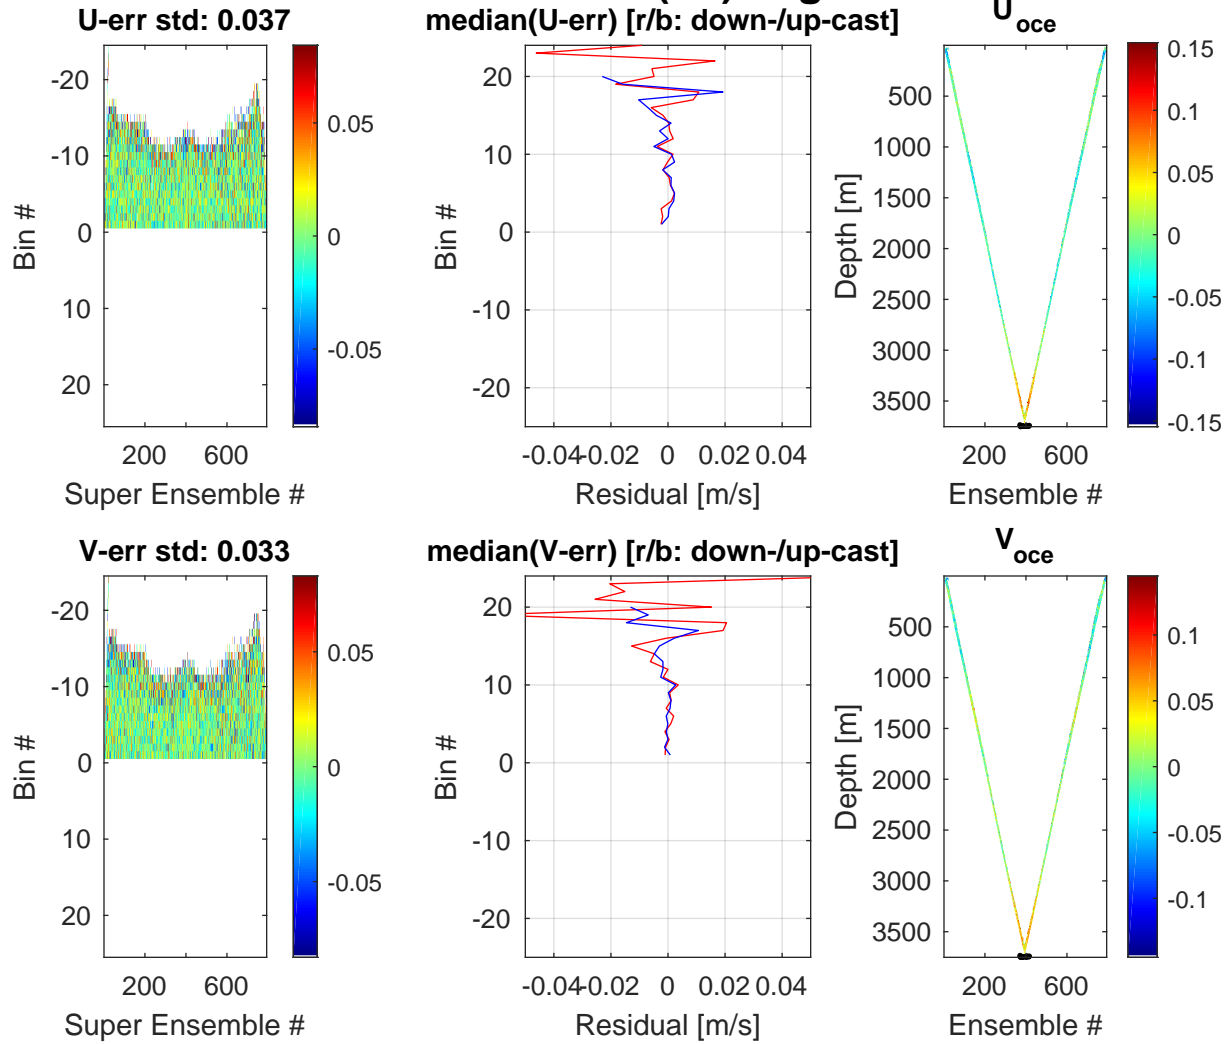 U-err std: 0.037
median(U-err) [r/b: down-/up-cast]
U oce
-20
-10
0
10
20
Bin #
200 600
Super Ensemble #
0.05
0
-0.05
20
10
0
-10
-20
Bin #
-0.04 -0.02 0 0.02 0.04
Residual [m/s]
500
1000
1500
2000
2500
3000
3500
Depth [m]
200 600
Ensemble #
0.15
0.1
0.05
0
-0.05
-0.1
-0.15
V-err std: 0.033
median(V-err) [r/b: down-/up-cast]
V oce
-20
-10
0
10
20
Bin #
200 600
Super Ensemble #
0.05
0
-0.05
20
10
0
-10
-20
Bin #
-0.04 -0.02 0 0.02 0.04
Residual [m/s]
500
1000
1500
2000
2500
3000
3500
Depth [m]
200 600
Ensemble #
0.1
0.05
0
-0.05
-0.1